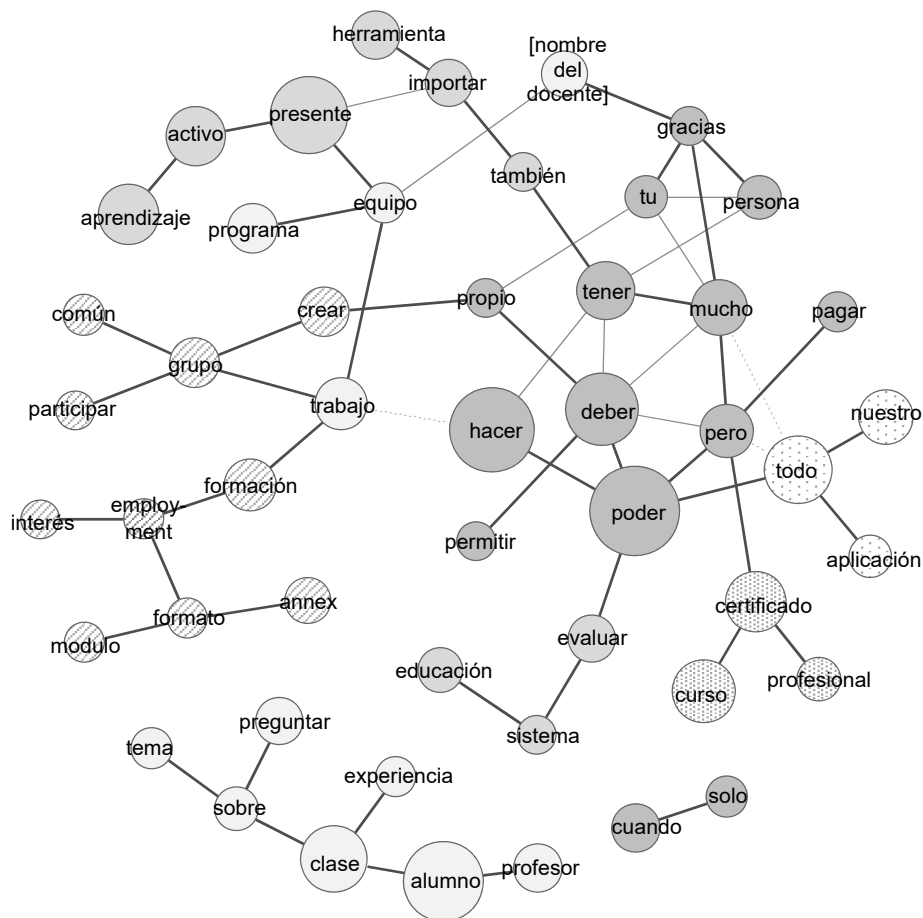 herramienta
[nombre
del
docente]
importar
presente
gracias
activo
también
tu
persona
aprendizaje
programa
equipo
tener
común
crear
propio
mucho
pagar
grupo
participar
trabajo
hacer
deber
pero
nuestro
todo
formación
employ-
ment
interés
poder
permitir
aplicación
formato
annex
modulo
certificado
evaluar
educación
profesional
curso
sistema
preguntar
tema
experiencia
sobre
solo
cuando
clase
alumno
profesor